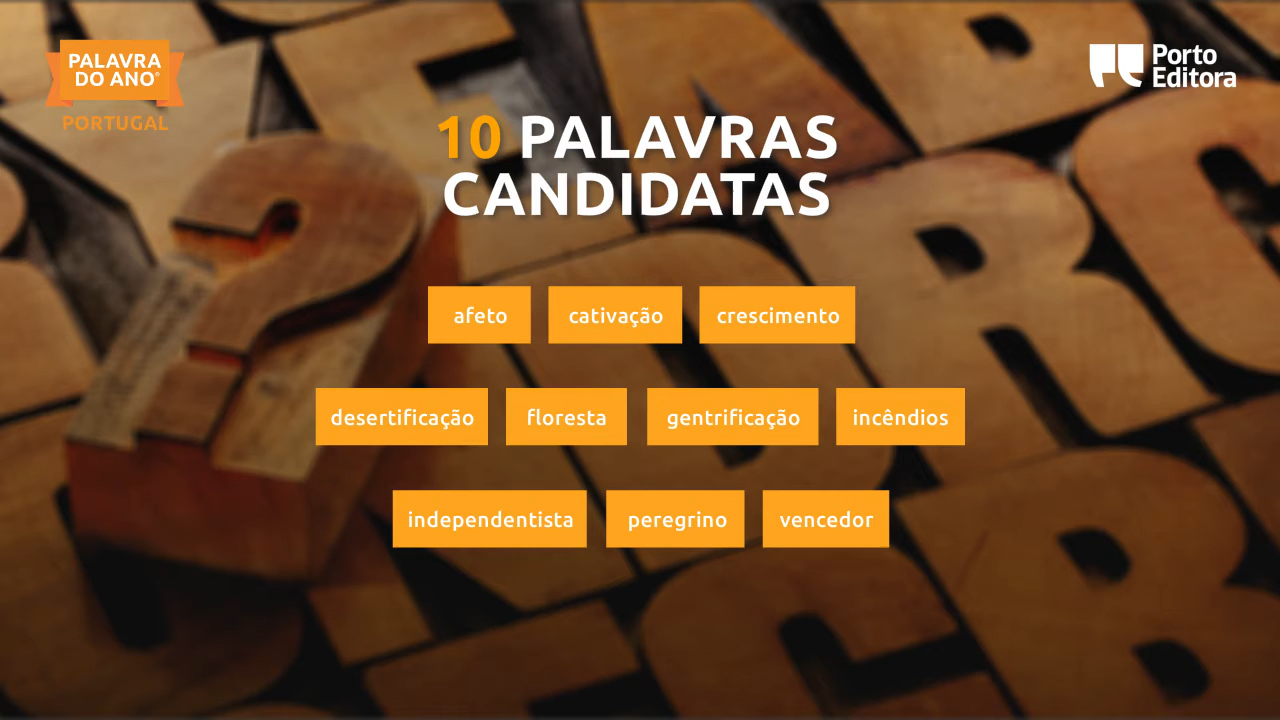 PALAVRA
DO ANO®
PORTUGAL
Porto
Editora
10 PALAVRAS
CANDIDATAS
afeto
cativação
crescimento
desertificação
floresta
gentrificação
incêndios
independentista
peregrino
vencedor